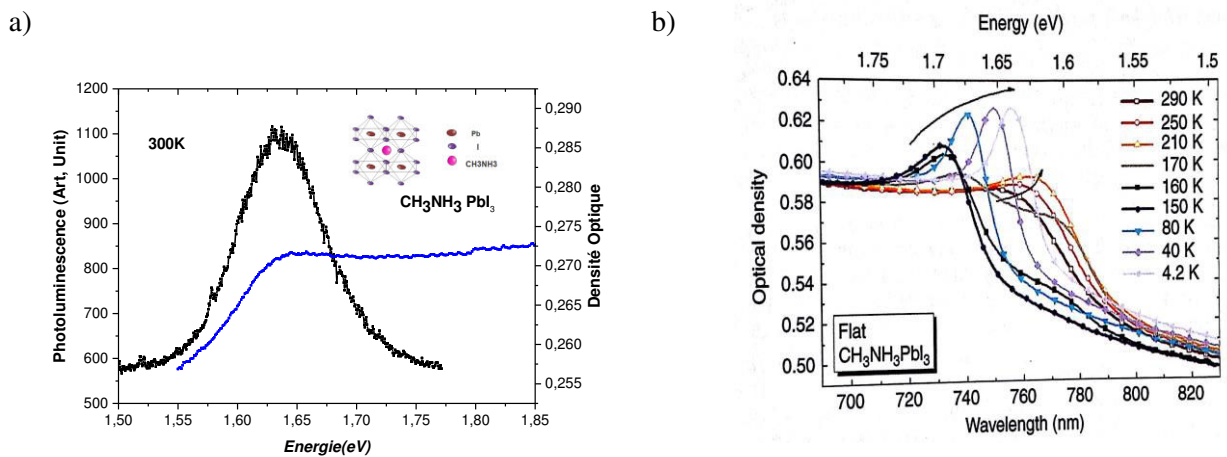 a)
300K
Pb
I
CH3NH3
CH₃NH₃ PbI₃
Photoluminescence (Art, Unit)
1200
1100
1000
900
800
700
600
500
0,290
0,285
0,280
0,275
0,270
0,265
0,260
0,255
Densité Optique
1,50
1,55
1,60
1,65
1,70
1,75
1,80
1,85
Energie(eV)
b)
Energy (eV)
1.75
1.7
1.65
1.6
1.55
1.5
Optical density
0.64
0.62
0.60
0.58
0.56
0.54
0.52
0.50
290 K
250 K
210 K
170 K
160 K
150 K
80 K
40 K
4.2 K
Flat
CH₃NH₃PbI₃
700
720
740
760
780
800
820
Wavelength (nm)